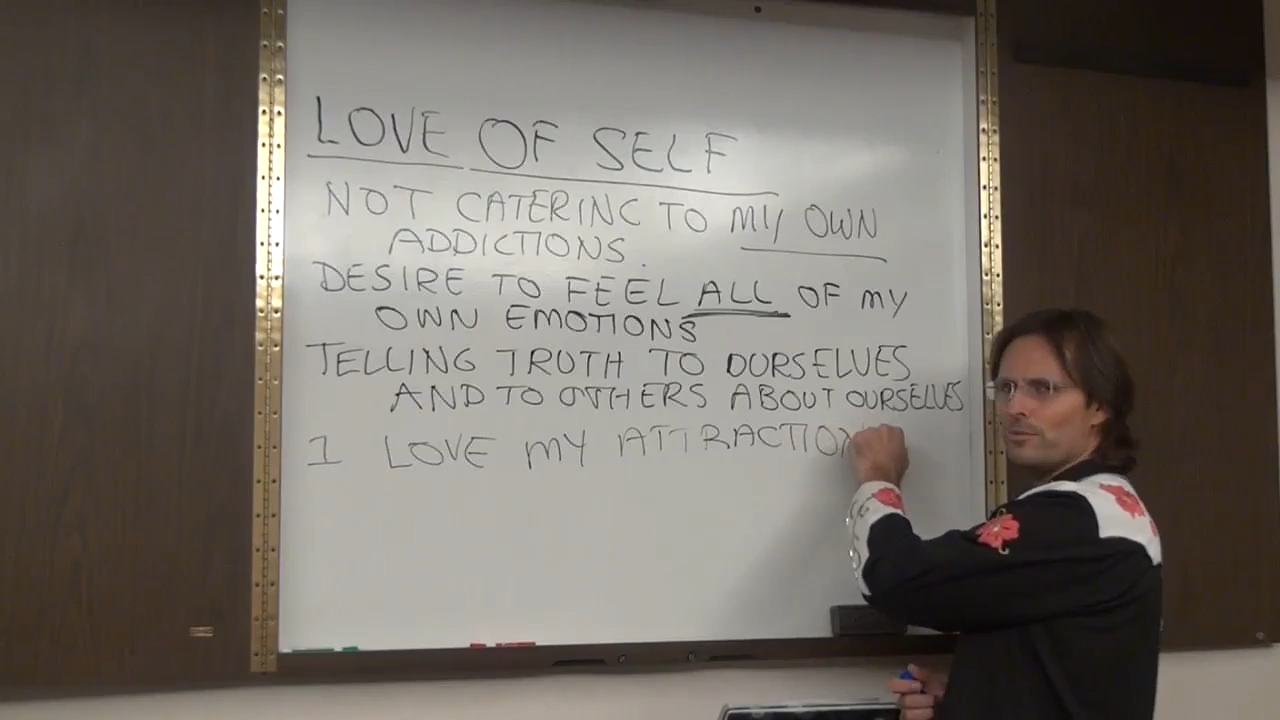 LOVE OF SELF
NOT CATERING TO MY OWN
ADDICTIONS.
DESIRE TO FEEL ALL OF MY
OWN EMOTIONS
TELLING TRUTH TO OURSELVES
AND TO OTHERS ABOUT OURSELVES
I LOVE MY ATTRACTION